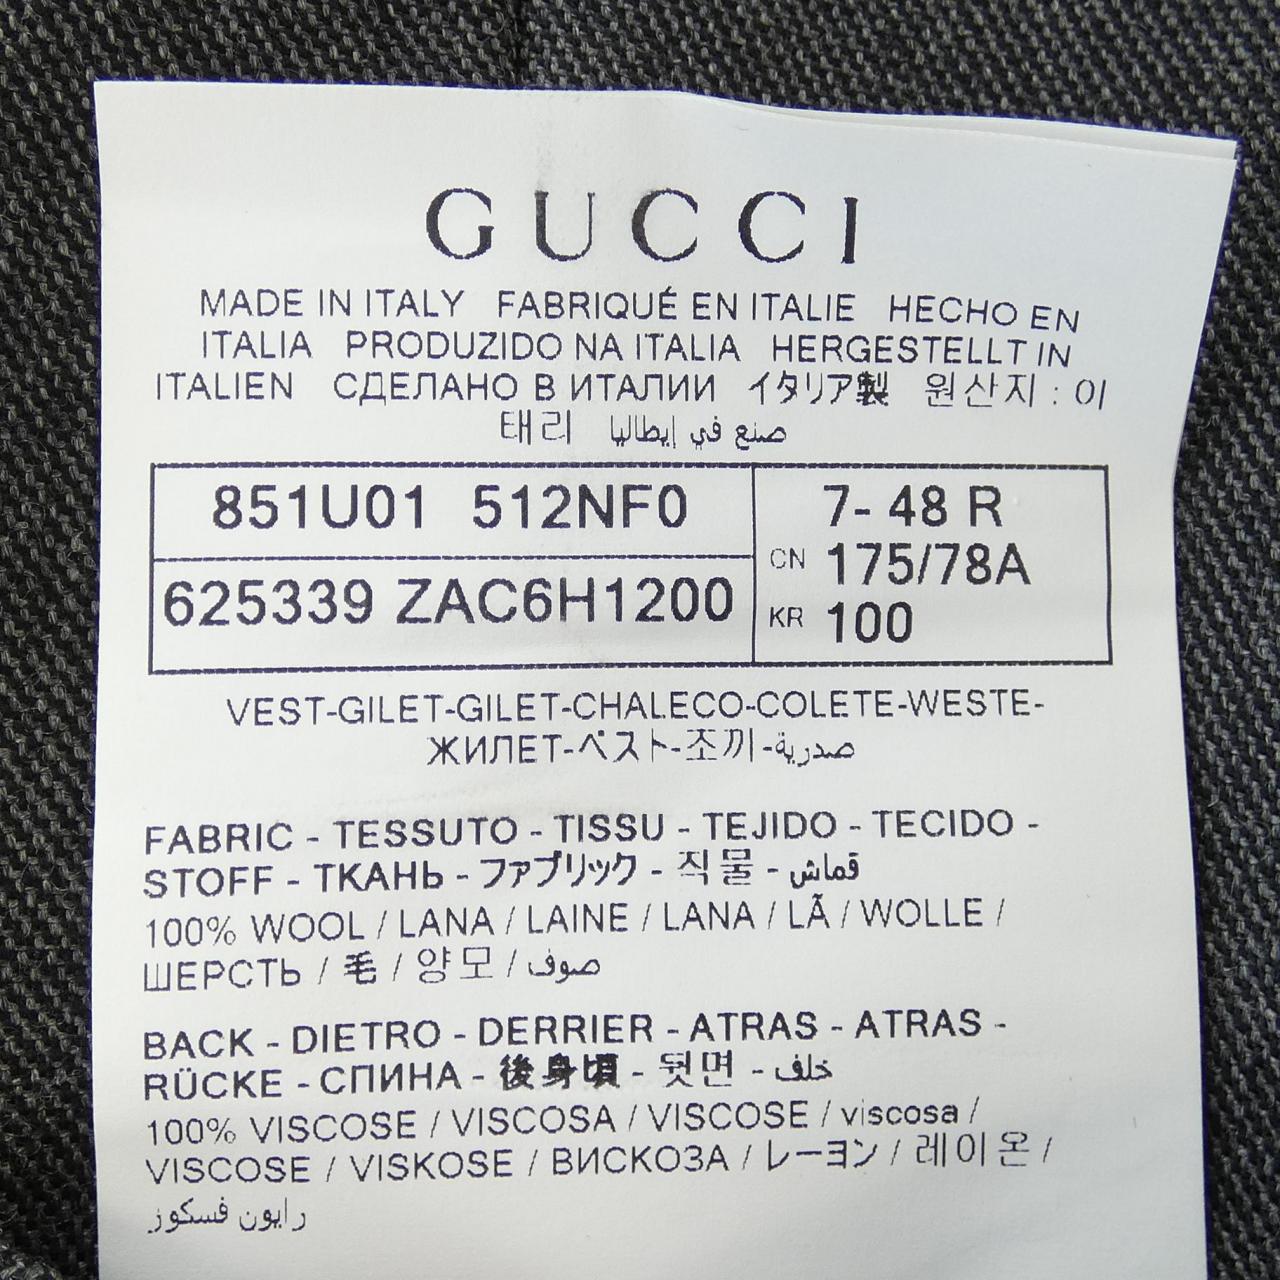 GUCCI
MADE IN ITALY FABRIQUÉ EN ITALIE HECHO EN
ITALIA PRODUZIDO NA ITALIA HERGESTELLT IN
ITALIEN СДЕЛАНО В ИТАЛИИ イタリア製 원산지 : 이
태리 صنع في إيطاليا
851U01 512NF0
625339 ZAC6H1200
7- 48 R
CN 175/78A
KR 100
VEST-GILET-GILET-CHALECO-COLETE-WESTE-
ЖИЛЕТ-ベスト-조끼-صدرية
FABRIC - TESSUTO - TISSU - TEJIDO - TECIDO -
STOFF - ТКАНЬ - ファブリック - 직물 - قماش
100% WOOL / LANA / LAINE / LANA / LÃ / WOLLE /
ШЕРСТЬ / 毛 / 양모 / صوف
BACK - DIETRO - DERRIER - ATRAS - ATRAS -
RÜCKE - СПИНА - 後身頃 - 뒷면 - خلف
100% VISCOSE / VISCOSA / VISCOSE / viscosa /
VISCOSE / VISKOSE / ВИСКОЗА / レーヨン / 레이온 /
رايون فسكوز